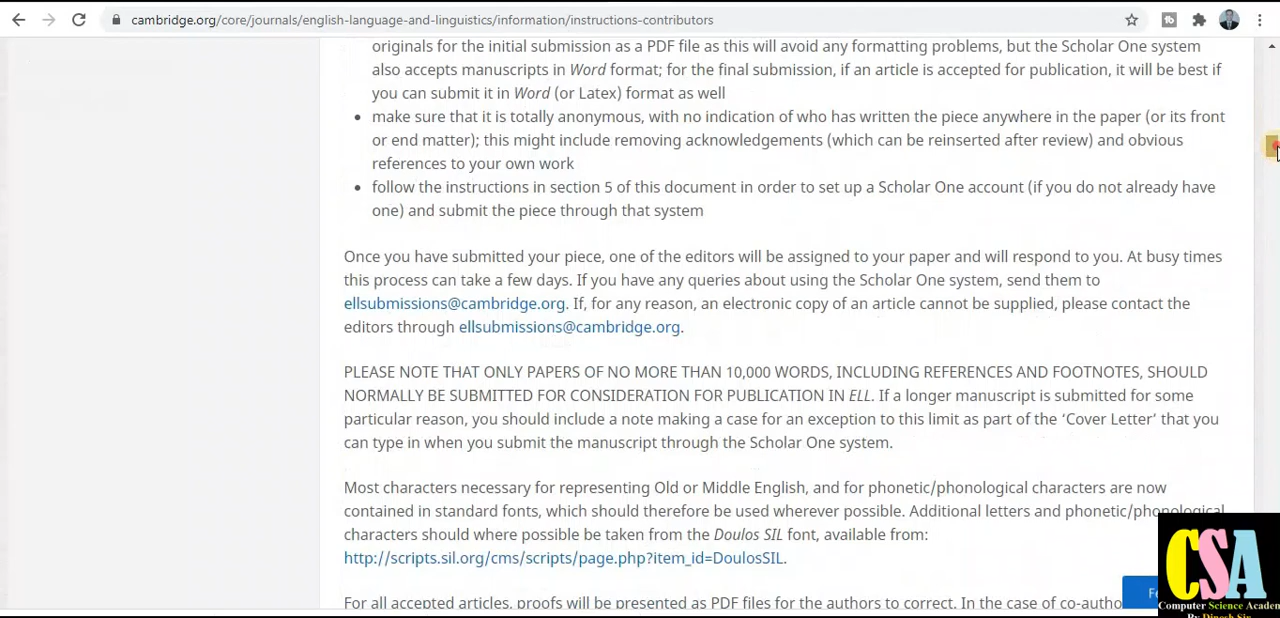 cambridge.org/core/journals/english-language-and-linguistics/information/instructions-contributors
originals for the initial submission as a PDF file as this will avoid any formatting problems, but the Scholar One system
also accepts manuscripts in Word format; for the final submission, if an article is accepted for publication, it will be best if
you can submit it in Word (or Latex) format as well
make sure that it is totally anonymous, with no indication of who has written the piece anywhere in the paper (or its front
or end matter); this might include removing acknowledgements (which can be reinserted after review) and obvious
references to your own work
follow the instructions in section 5 of this document in order to set up a Scholar One account (if you do not already have
one) and submit the piece through that system
Once you have submitted your piece, one of the editors will be assigned to your paper and will respond to you. At busy times
this process can take a few days. If you have any queries about using the Scholar One system, send them to
ellsubmissions@cambridge.org. If, for any reason, an electronic copy of an article cannot be supplied, please contact the
editors through ellsubmissions@cambridge.org.
PLEASE NOTE THAT ONLY PAPERS OF NO MORE THAN 10,000 WORDS, INCLUDING REFERENCES AND FOOTNOTES, SHOULD
NORMALLY BE SUBMITTED FOR CONSIDERATION FOR PUBLICATION IN ELL. If a longer manuscript is submitted for some
particular reason, you should include a note making a case for an exception to this limit as part of the ‘Cover Letter‘ that you
can type in when you submit the manuscript through the Scholar One system.
Most characters necessary for representing Old or Middle English, and for phonetic/phonological characters are now
contained in standard fonts, which should therefore be used wherever possible. Additional letters and phonetic/phonological
characters should where possible be taken from the Doulos SIL font, available from:
http://scripts.sil.org/cms/scripts/page.php?item_id=DoulosSIL.
For all accepted articles, proofs will be presented as PDF files for the authors to correct. In the case of co-autho
CSA
Computer Science Academ
By Dinesh Sir